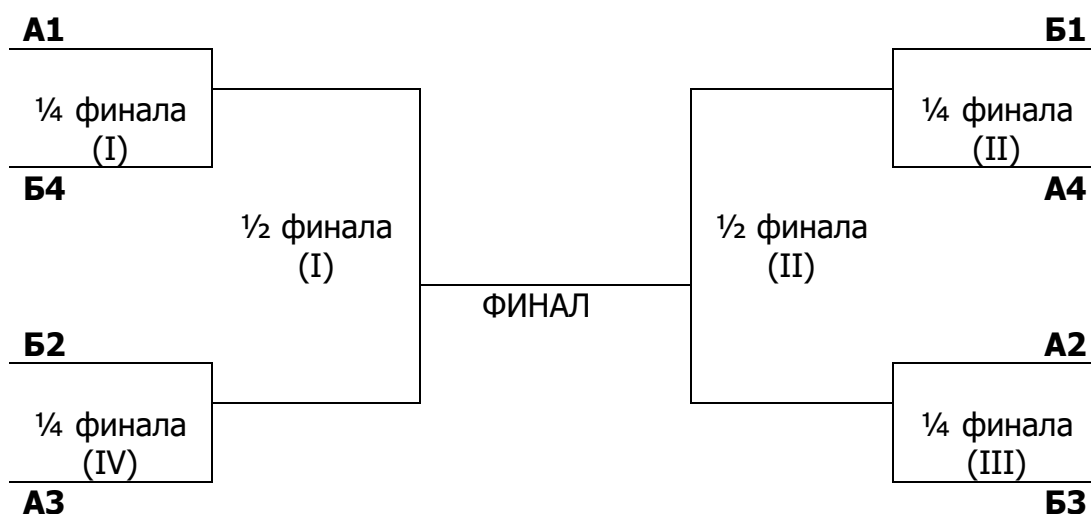 А1
¼ финала
(I)
Б4
½ финала
(I)
Б2
¼ финала
(IV)
А3
ФИНАЛ
Б1
¼ финала
(II)
А4
½ финала
(II)
А2
¼ финала
(III)
Б3